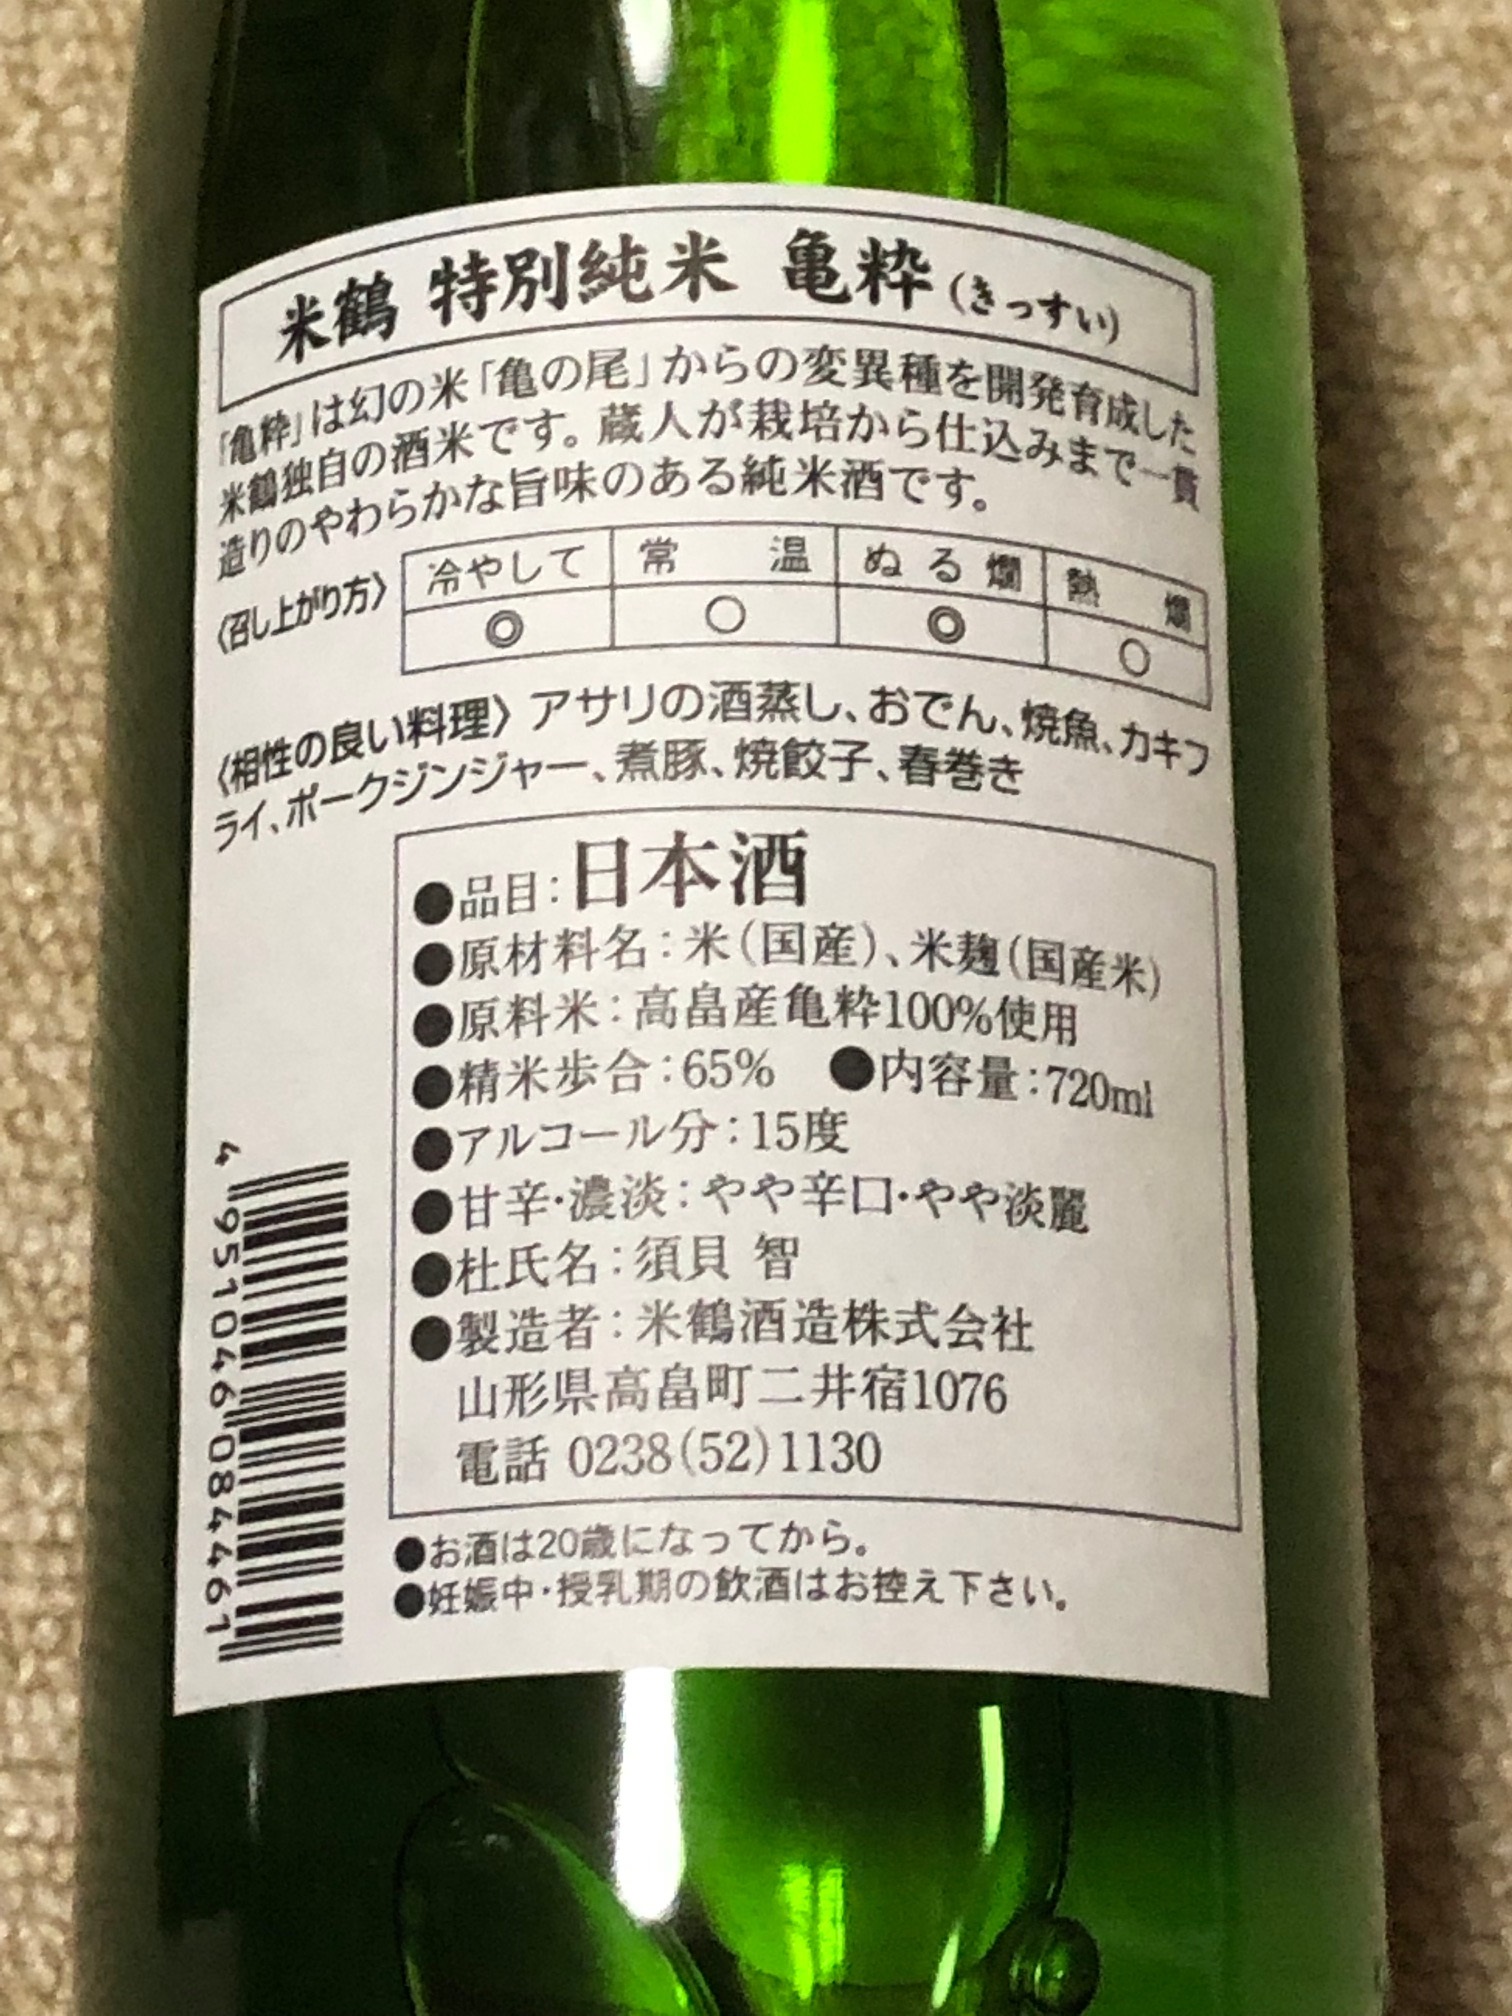 米鶴 特別純米 亀粋(きっすい)
「亀粋」は幻の米「亀の尾」からの変異種を開発育成した
米鶴独自の酒米です。蔵人が栽培から仕込みまで一貫
造りのやわらかな旨味のある純米酒です。
〈召し上がり方〉 冷やして 常温 ぬる燗 熱燗
◎ ○ ◎ ○
〈相性の良い料理〉アサリの酒蒸し、おでん、焼魚、カキフ
ライ、ポークジンジャー、煮豚、焼餃子、春巻き
●品目:日本酒
●原材料名:米(国産)、米麹(国産米)
●原料米:高畠産亀粋100%使用
●精米歩合:65% ●内容量:720ml
●アルコール分:15度
●甘辛・濃淡:やや辛口・やや淡麗
●杜氏名:須貝 智
●製造者:米鶴酒造株式会社
山形県高畠町二井宿1076
電話 0238(52)1130
●お酒は20歳になってから。
●妊娠中・授乳期の飲酒はお控え下さい。
4951046084461